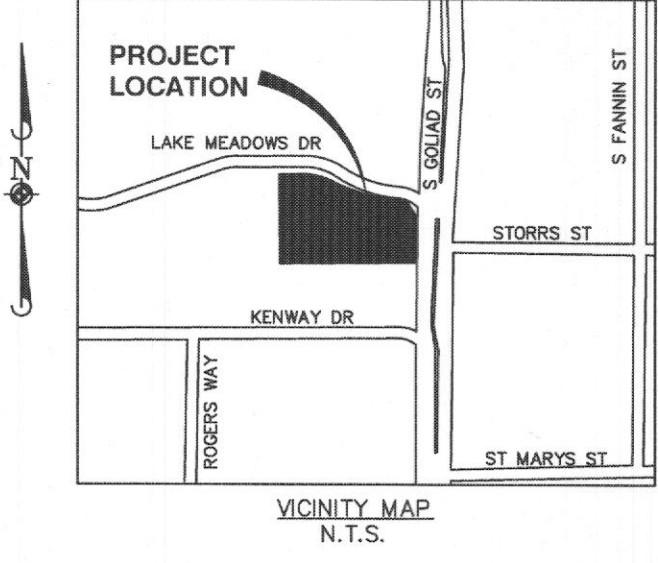 PROJECT
LOCATION
LAKE MEADOWS DR
S GOLIAD ST
S FANNIN ST
N
STORRS ST
KENWAY DR
ROGERS WAY
ST MARYS ST
VICINITY MAP
N.T.S.